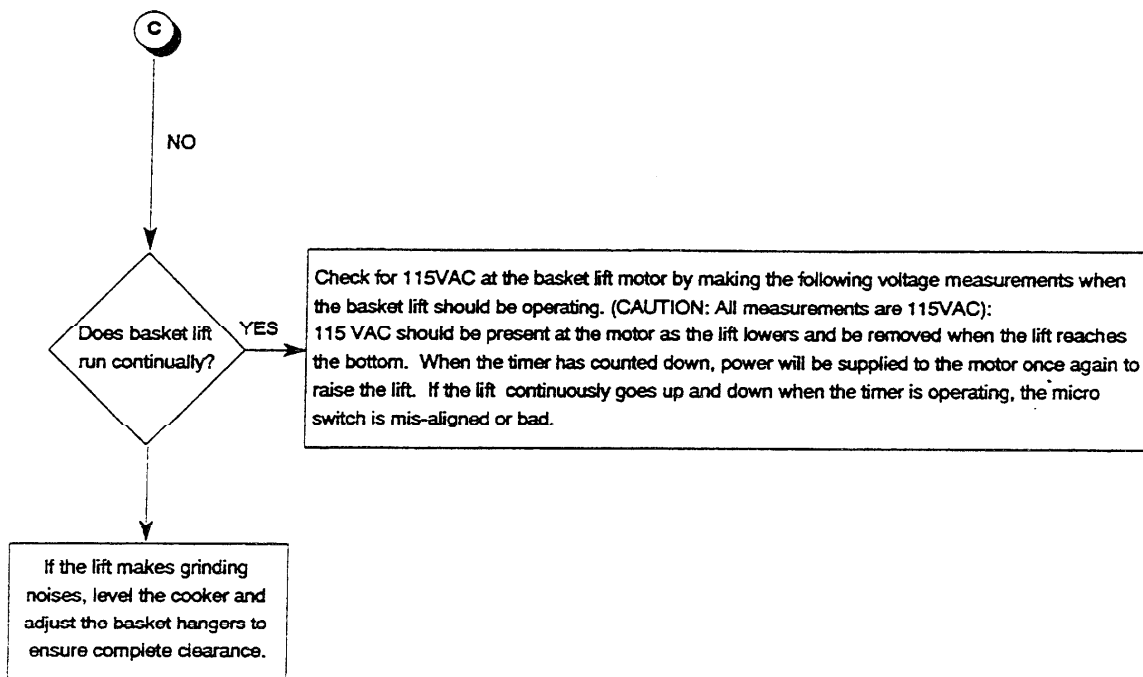 C
NO
Does basket lift
run continually?
YES
Check for 115VAC at the basket lift motor by making the following voltage measurements when
the basket lift should be operating. (CAUTION: All measurements are 115VAC):
115 VAC should be present at the motor as the lift lowers and be removed when the lift reaches
the bottom. When the timer has counted down, power will be supplied to the motor once again to
raise the lift. If the lift continuously goes up and down when the timer is operating, the micro
switch is mis-aligned or bad.
If the lift makes grinding
noises, level the cooker and
adjust the basket hangers to
ensure complete clearance.